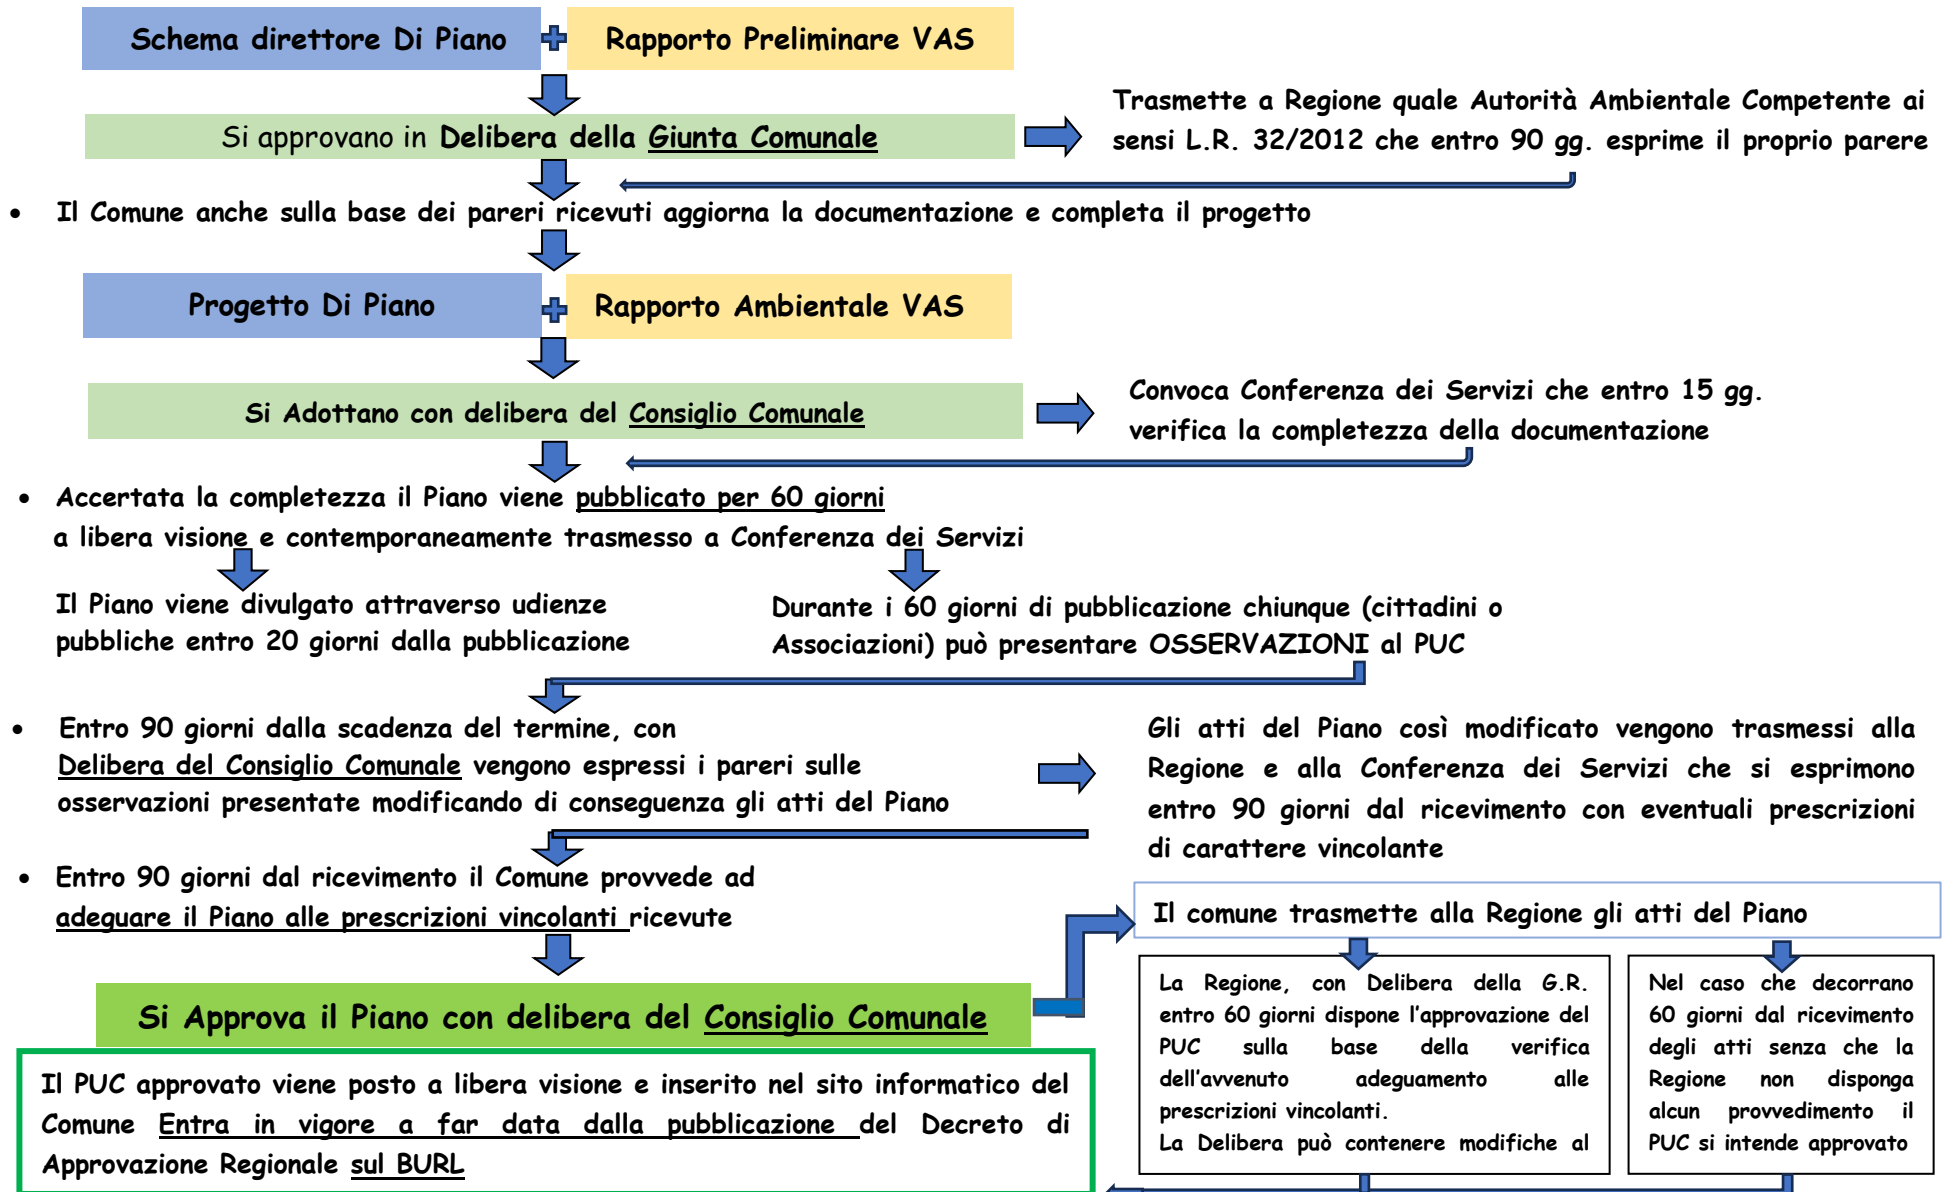 Schema direttore Di Piano
Rapporto Preliminare VAS
Si approvano in Delibera della Giunta Comunale
Trasmette a Regione quale Autorità Ambientale Competente ai
sensi L.R. 32/2012 che entro 90 gg. esprime il proprio parere
• Il Comune anche sulla base dei pareri ricevuti aggiorna la documentazione e completa il progetto
Progetto Di Piano
Rapporto Ambientale VAS
Si Adottano con delibera del Consiglio Comunale
Convoca Conferenza dei Servizi che entro 15 gg.
verifica la completezza della documentazione
• Accertata la completezza il Piano viene pubblicato per 60 giorni
a libera visione e contemporaneamente trasmesso a Conferenza dei Servizi
Il Piano viene divulgato attraverso udienze
pubbliche entro 20 giorni dalla pubblicazione
Durante i 60 giorni di pubblicazione chiunque (cittadini o
Associazioni) può presentare OSSERVAZIONI al PUC
• Entro 90 giorni dalla scadenza del termine, con
Delibera del Consiglio Comunale vengono espressi i pareri sulle
osservazioni presentate modificando di conseguenza gli atti del Piano
Gli atti del Piano così modificato vengono trasmessi alla
Regione e alla Conferenza dei Servizi che si esprimono
entro 90 giorni dal ricevimento con eventuali prescrizioni
di carattere vincolante
• Entro 90 giorni dal ricevimento il Comune provvede ad
adeguare il Piano alle prescrizioni vincolanti ricevute
Si Approva il Piano con delibera del Consiglio Comunale
Il comune trasmette alla Regione gli atti del Piano
La Regione, con Delibera della G.R.
entro 60 giorni dispone l'approvazione del
PUC sulla base della verifica
dell'avvenuto adeguamento alle
prescrizioni vincolanti.
La Delibera può contenere modifiche al
Nel caso che decorrano
60 giorni dal ricevimento
degli atti senza che la
Regione non disponga
alcun provvedimento il
PUC si intende approvato
Il PUC approvato viene posto a libera visione e inserito nel sito informatico del
Comune Entra in vigore a far data dalla pubblicazione del Decreto di
Approvazione Regionale sul BURL